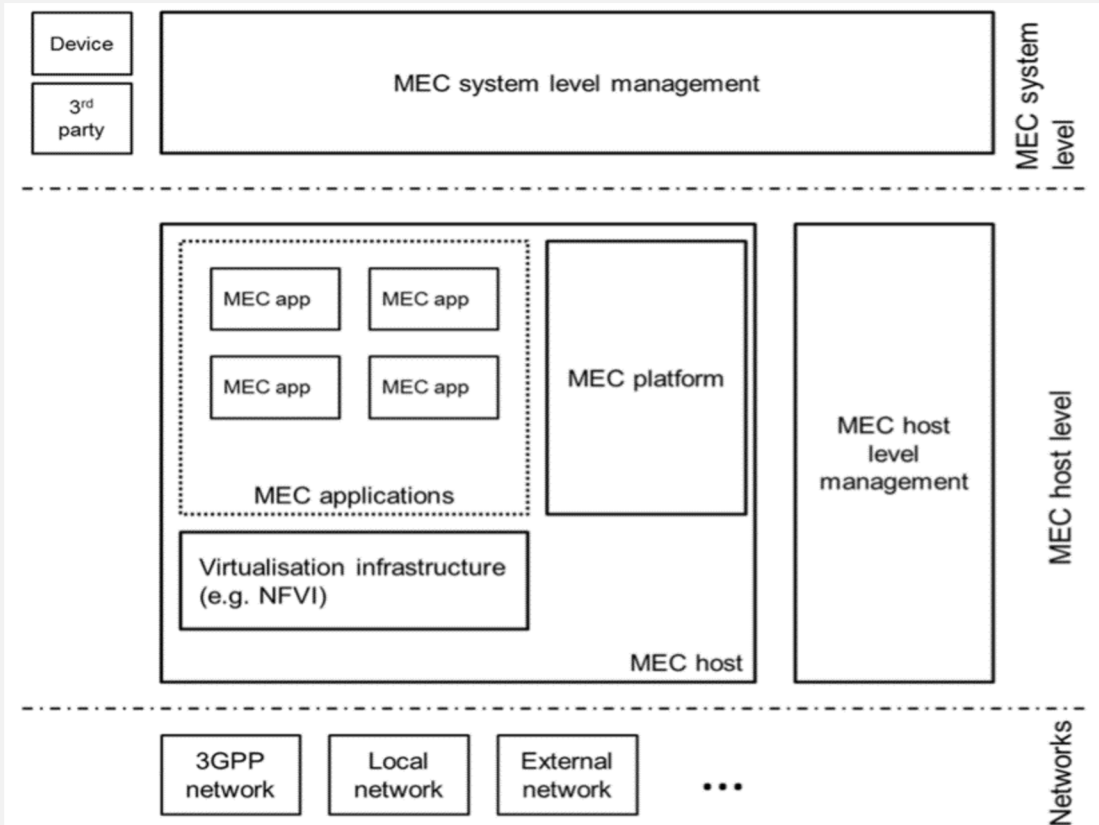 Device
3rd
party
MEC system level management
MEC system
level
MEC app
MEC app
MEC app
MEC app
MEC applications
MEC platform
Virtualisation infrastructure
(e.g. NFVI)
MEC host
MEC host
level
management
MEC host level
3GPP
network
Local
network
External
network
...
Networks